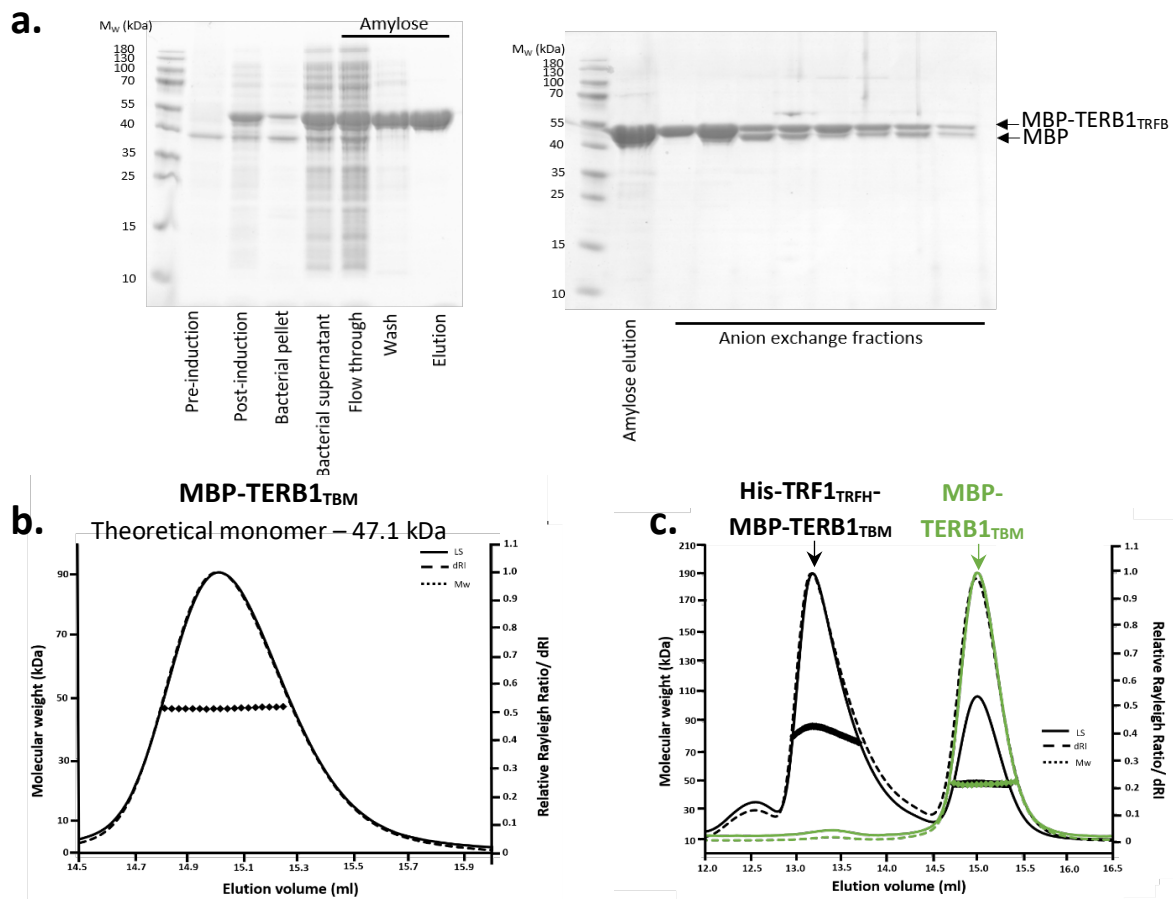 a.
Mw (kDa)
Amylose
180
130
100
70
55
40
35
25
15
10
Pre-induction
Post-induction
Bacterial pellet
Bacterial supernatant
Flow through
Wash
Elution
Mw (kDa)
180
130
100
70
55
40
35
25
15
10
MBP-TERB1TRFB
MBP
Amylose elution
Anion exchange fractions
b.
MBP-TERB1TBM
Theoretical monomer – 47.1 kDa
LS
dRI
Mw
Molecular weight (kDa)
90
70
50
30
10
0
1.1
1.0
0.9
0.8
0.7
0.6
0.5
0.4
0.3
0.2
0.1
0
Relative Rayleigh Ratio/ dRI
14.5
14.7
14.9
15.1
15.3
15.5
15.7
15.9
Elution volume (ml)
c.
His-TRF1TRFH-
MBP-TERB1TBM
MBP-
TERB1TBM
LS
dRI
Mw
Molecular weight (kDa)
210
190
170
150
130
110
90
70
50
30
10
1.1
1.0
0.9
0.8
0.7
0.6
0.5
0.4
0.3
0.2
0.1
0
Relative Rayleigh Ratio/ dRI
12.0
12.5
13.0
13.5
14.0
14.5
15.0
15.5
16.0
16.5
Elution volume (ml)